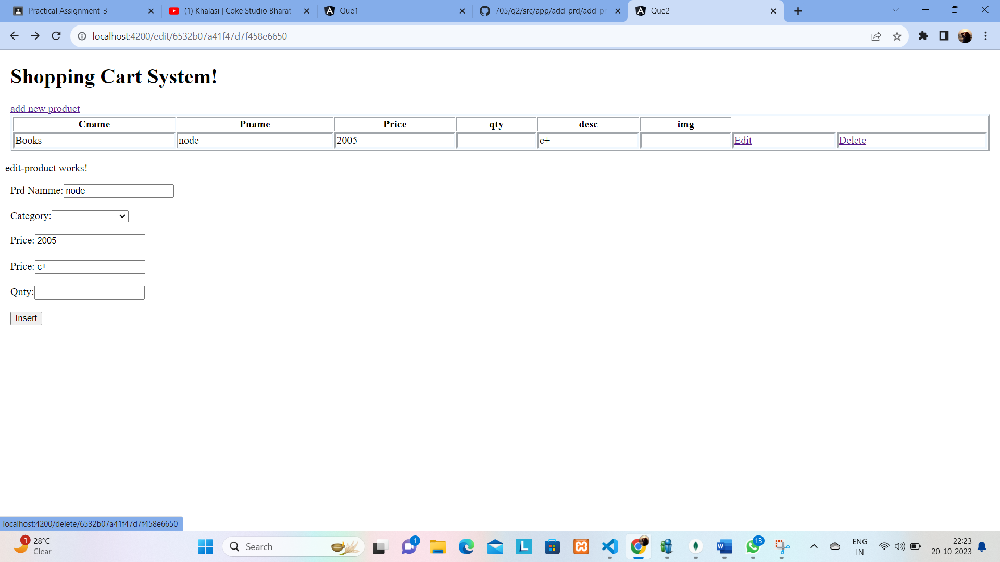 Practical Assignment-3
(1) Khalasi | Coke Studio Bharat
Que1
705/q2/src/app/add-prd/add-pr
Que2
localhost:4200/edit/6532b07a41f47d7f458e6650
Shopping Cart System!
add new product
Cname Pname Price qty desc img
Books node 2005 c+ Edit Delete
edit-product works!
Prd Namme: node
Category:
Price: 2005
Price: c+
Qnty:
Insert
localhost:4200/delete/6532b07a41f47d7f458e6650
1 28°C
Clear
Search
1
L
W
13
ENG
IN
22:23
20-10-2023